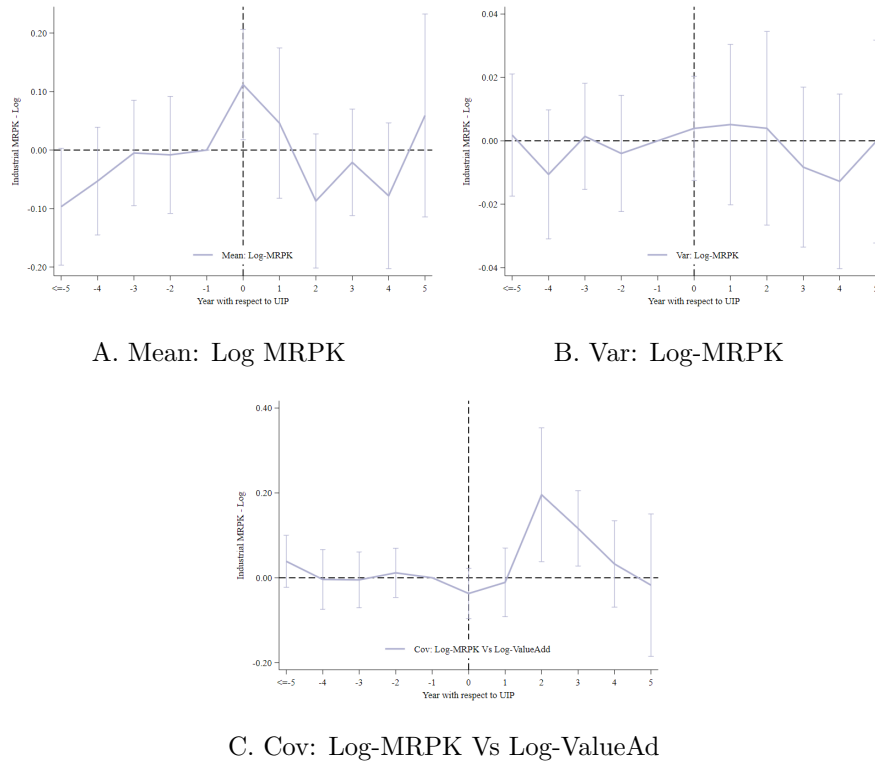 0.20
0.10
0.00
-0.10
-0.20
Industrial MRPK - Log
Mean: Log-MRPK
<=-5 -4 -3 -2 -1 0 1 2 3 4 5
Year with respect to UIP
A. Mean: Log MRPK
0.04
0.02
0.00
-0.02
-0.04
Industrial MRPK - Log
Var: Log-MRPK
<=-5 -4 -3 -2 -1 0 1 2 3 4
Year with respect to UIP
B. Var: Log-MRPK
0.40
0.20
0.00
-0.20
Industrial MRPK - Log
Cov: Log-MRPK Vs Log-ValueAdd
<=-5 -4 -3 -2 -1 0 1 2 3 4 5
Year with respect to UIP
C. Cov: Log-MRPK Vs Log-ValueAd